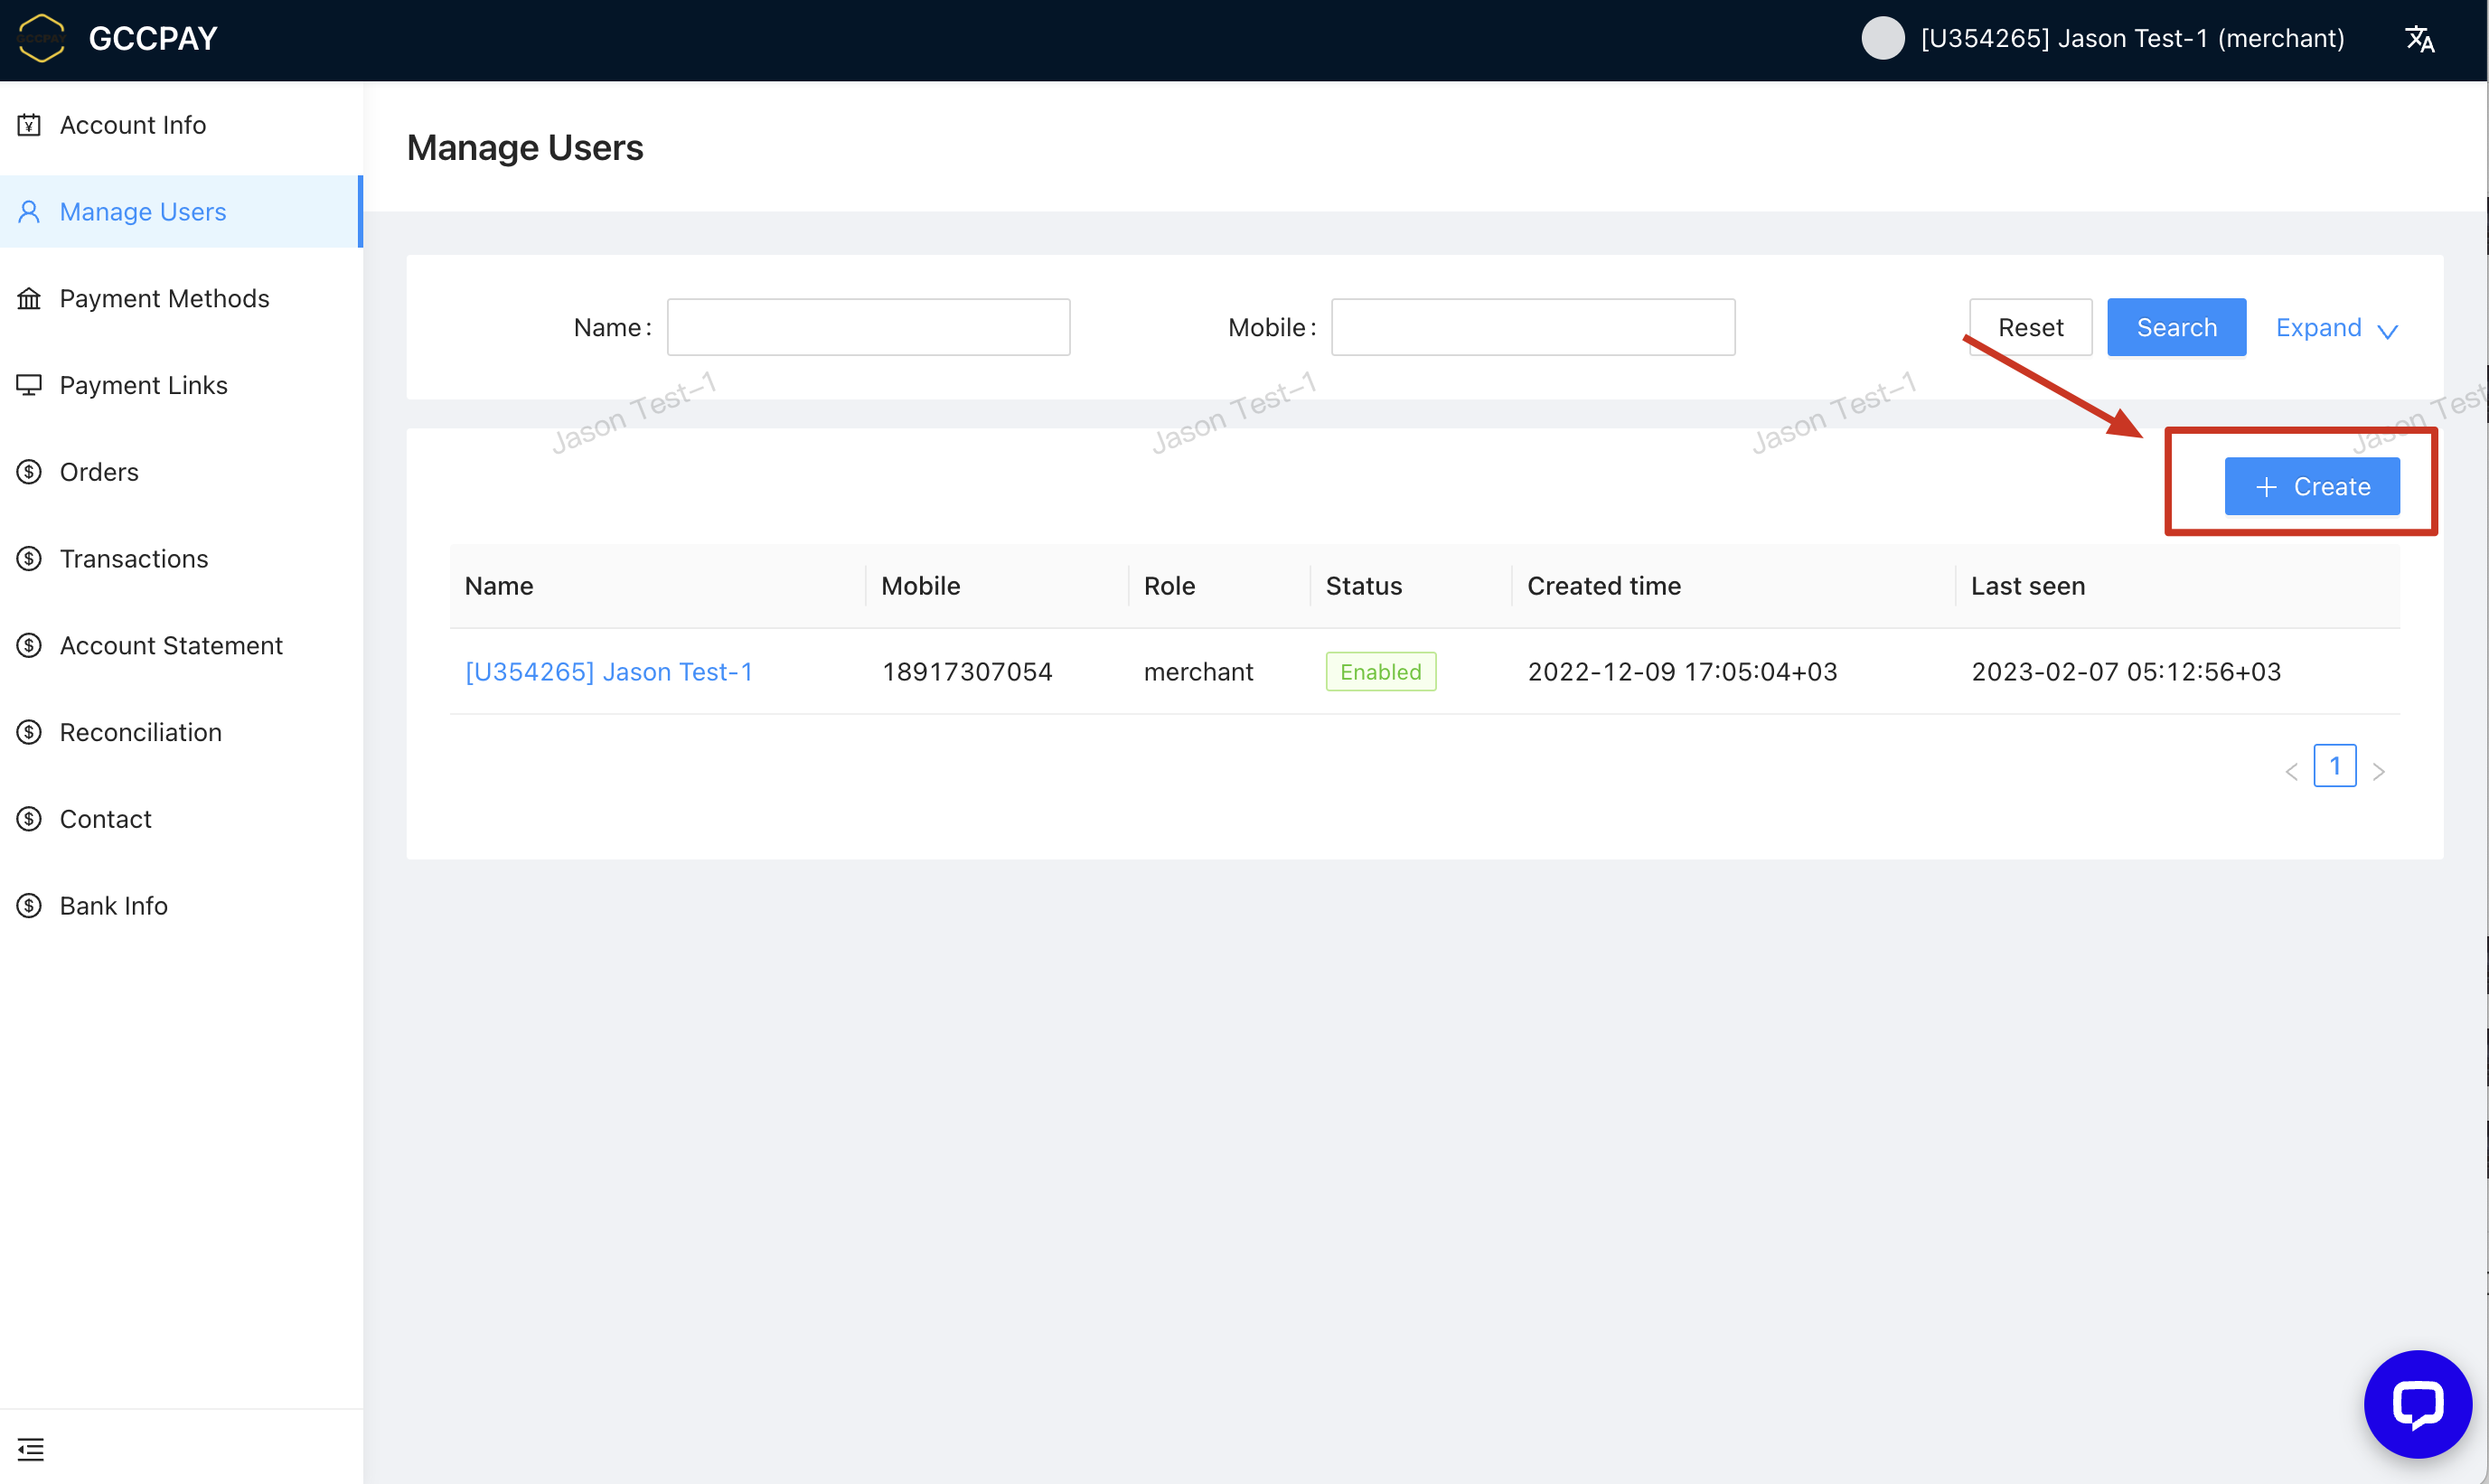 GCCPAY
GCCPAY
[U354265] Jason Test-1 (merchant)
Account Info
Manage Users
Payment Methods
Payment Links
Orders
Transactions
Account Statement
Reconciliation
Contact
Bank Info
Manage Users
Name:
Mobile:
Reset
Search
Expand
Jason Test-1
Jason Test-1
Jason Test-1
Jason Test
+ Create
Name Mobile Role Status Created time Last seen
[U354265] Jason Test-1 18917307054 merchant Enabled 2022-12-09 17:05:04+03 2023-02-07 05:12:56+03
< 1 >